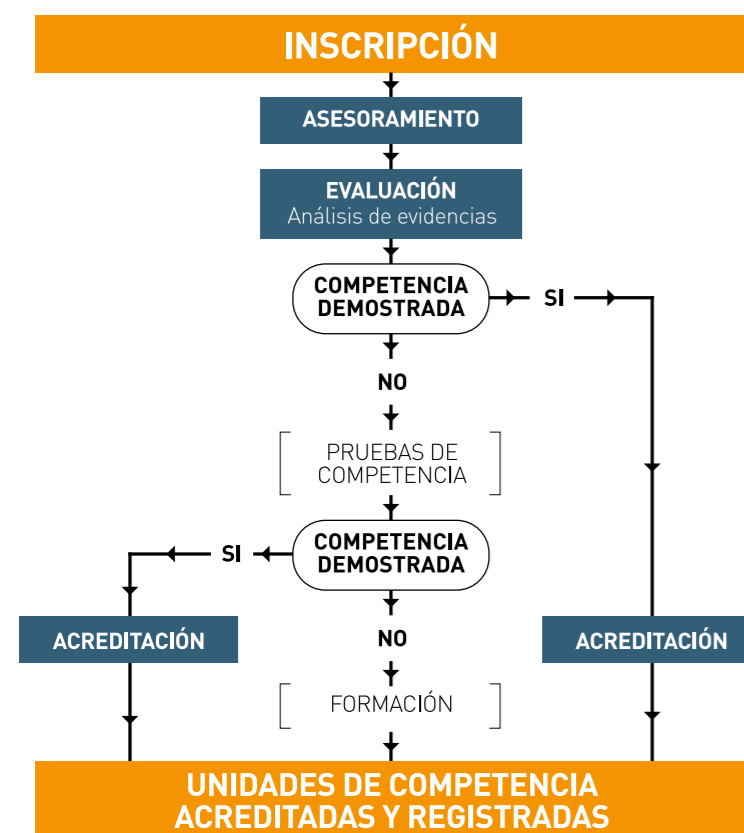 INSCRIPCIÓN
ASESORAMIENTO
EVALUACIÓN
Análisis de evidencias
COMPETENCIA
DEMOSTRADA
SI
NO
PRUEBAS DE
COMPETENCIA
COMPETENCIA
DEMOSTRADA
SI
ACREDITACIÓN
NO
ACREDITACIÓN
FORMACIÓN
UNIDADES DE COMPETENCIA
ACREDITADAS Y REGISTRADAS